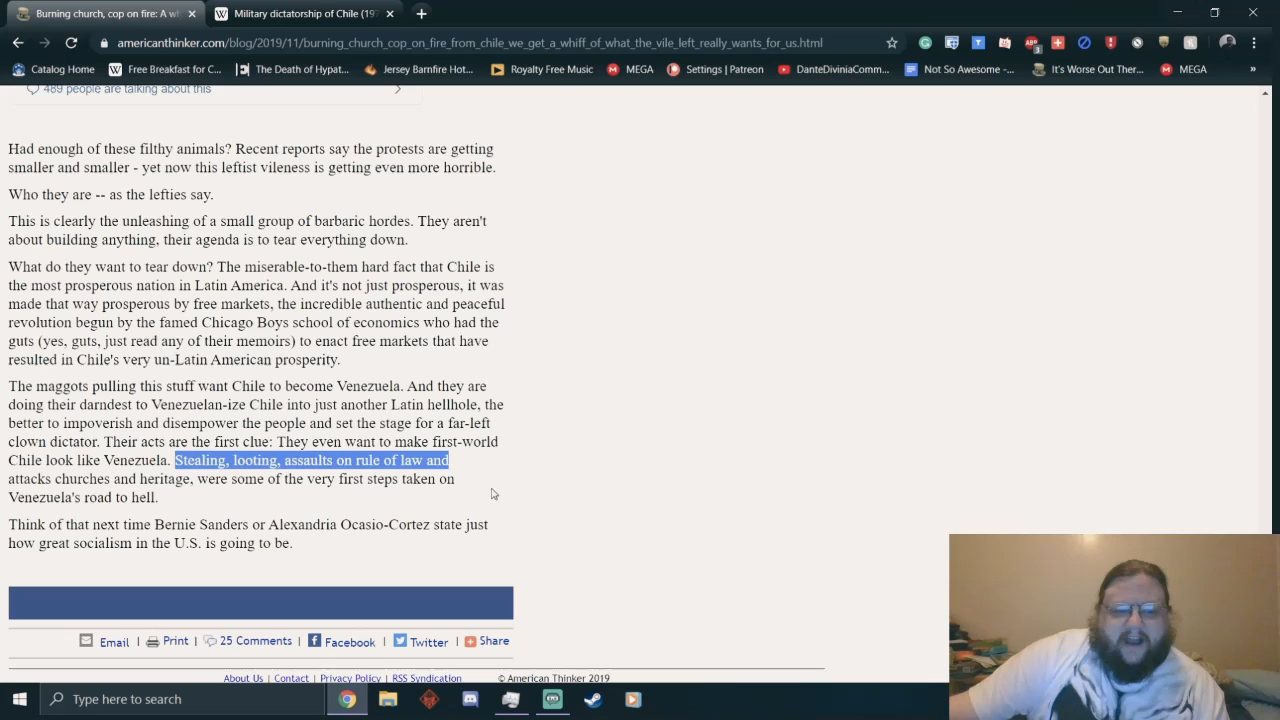 Burning church, cop on fire: A wh
Military dictatorship of Chile (197
americanthinker.com/blog/2019/11/burning_church_cop_on_fire_from_chile_we_get_a_whiff_of_what_the_vile_left_really_wants_for_us.html
Catalog Home
Free Breakfast for C...
The Death of Hypat...
Jersey Barnfire Hot...
Royalty Free Music
MEGA
Settings | Patreon
DanteDiviniaComm...
Not So Awesome -...
It's Worse Out Ther...
MEGA
489 people are talking about this
Had enough of these filthy animals? Recent reports say the protests are getting
smaller and smaller - yet now this leftist vileness is getting even more horrible.
Who they are -- as the lefties say.
This is clearly the unleashing of a small group of barbaric hordes. They aren't
about building anything, their agenda is to tear everything down.
What do they want to tear down? The miserable-to-them hard fact that Chile is
the most prosperous nation in Latin America. And it's not just prosperous, it was
made that way prosperous by free markets, the incredible authentic and peaceful
revolution begun by the famed Chicago Boys school of economics who had the
guts (yes, guts, just read any of their memoirs) to enact free markets that have
resulted in Chile's very un-Latin American prosperity.
The maggots pulling this stuff want Chile to become Venezuela. And they are
doing their darndest to Venezuelan-ize Chile into just another Latin hellhole, the
better to impoverish and disempower the people and set the stage for a far-left
clown dictator. Their acts are the first clue: They even want to make first-world
Chile look like Venezuela. Stealing, looting, assaults on rule of law and
attacks churches and heritage, were some of the very first steps taken on
Venezuela's road to hell.
Think of that next time Bernie Sanders or Alexandria Ocasio-Cortez state just
how great socialism in the U.S. is going to be.
Email | Print | 25 Comments | Facebook | Twitter | Share
About Us | Contact | Privacy Policy | RSS Syndication © American Thinker 2019
Type here to search